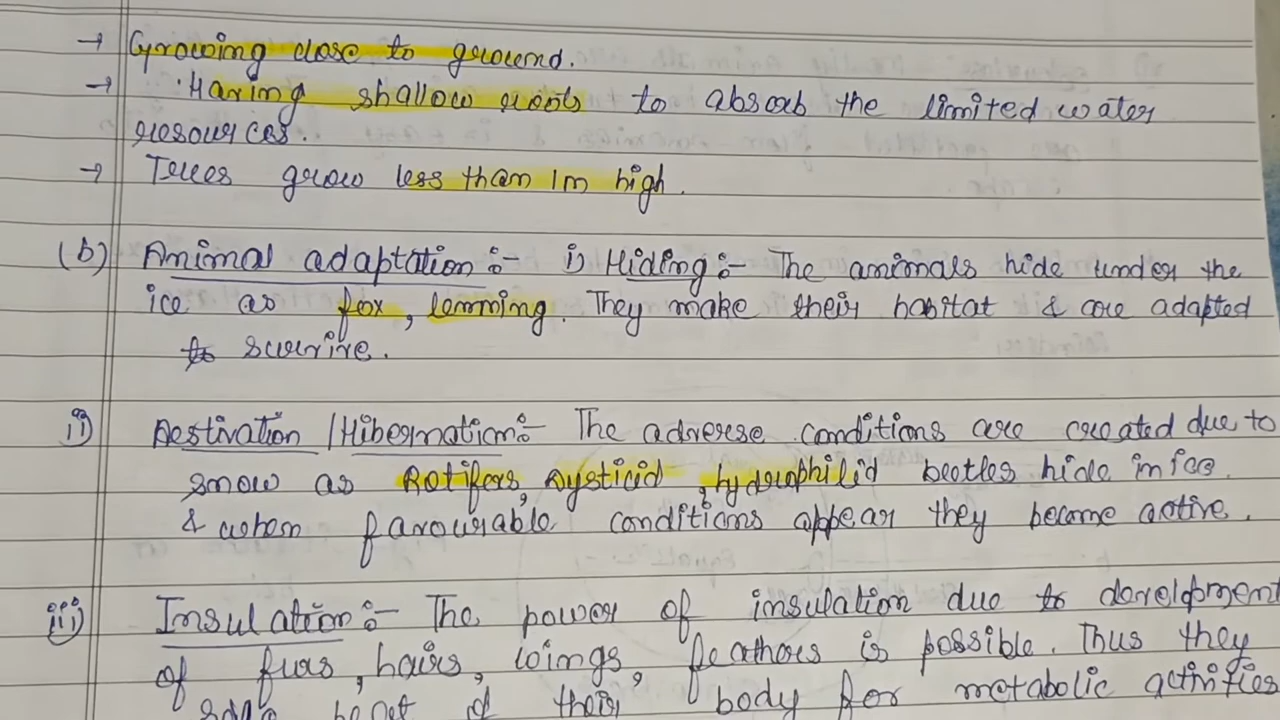 → Growing close to ground.
→ Having shallow roots to absorb the limited water
resources.
→ Trees grow less than 1m high.
(b) Animal adaptation :- i) Hiding :- The animals hide under the
ice as fox, lemming. They make their habitat & are adapted
to survive.
ii) Aestivation / Hibernation :- The adverse conditions are created due to
snow as Rotifers, Dysticid, hydrophilid beetles hide in ice
& when favourable conditions appear they become active.
iii) Insulation :- The power of insulation due to development
of furs, hairs, wings, feathers is possible. Thus they
heat of their body for metabolic activities